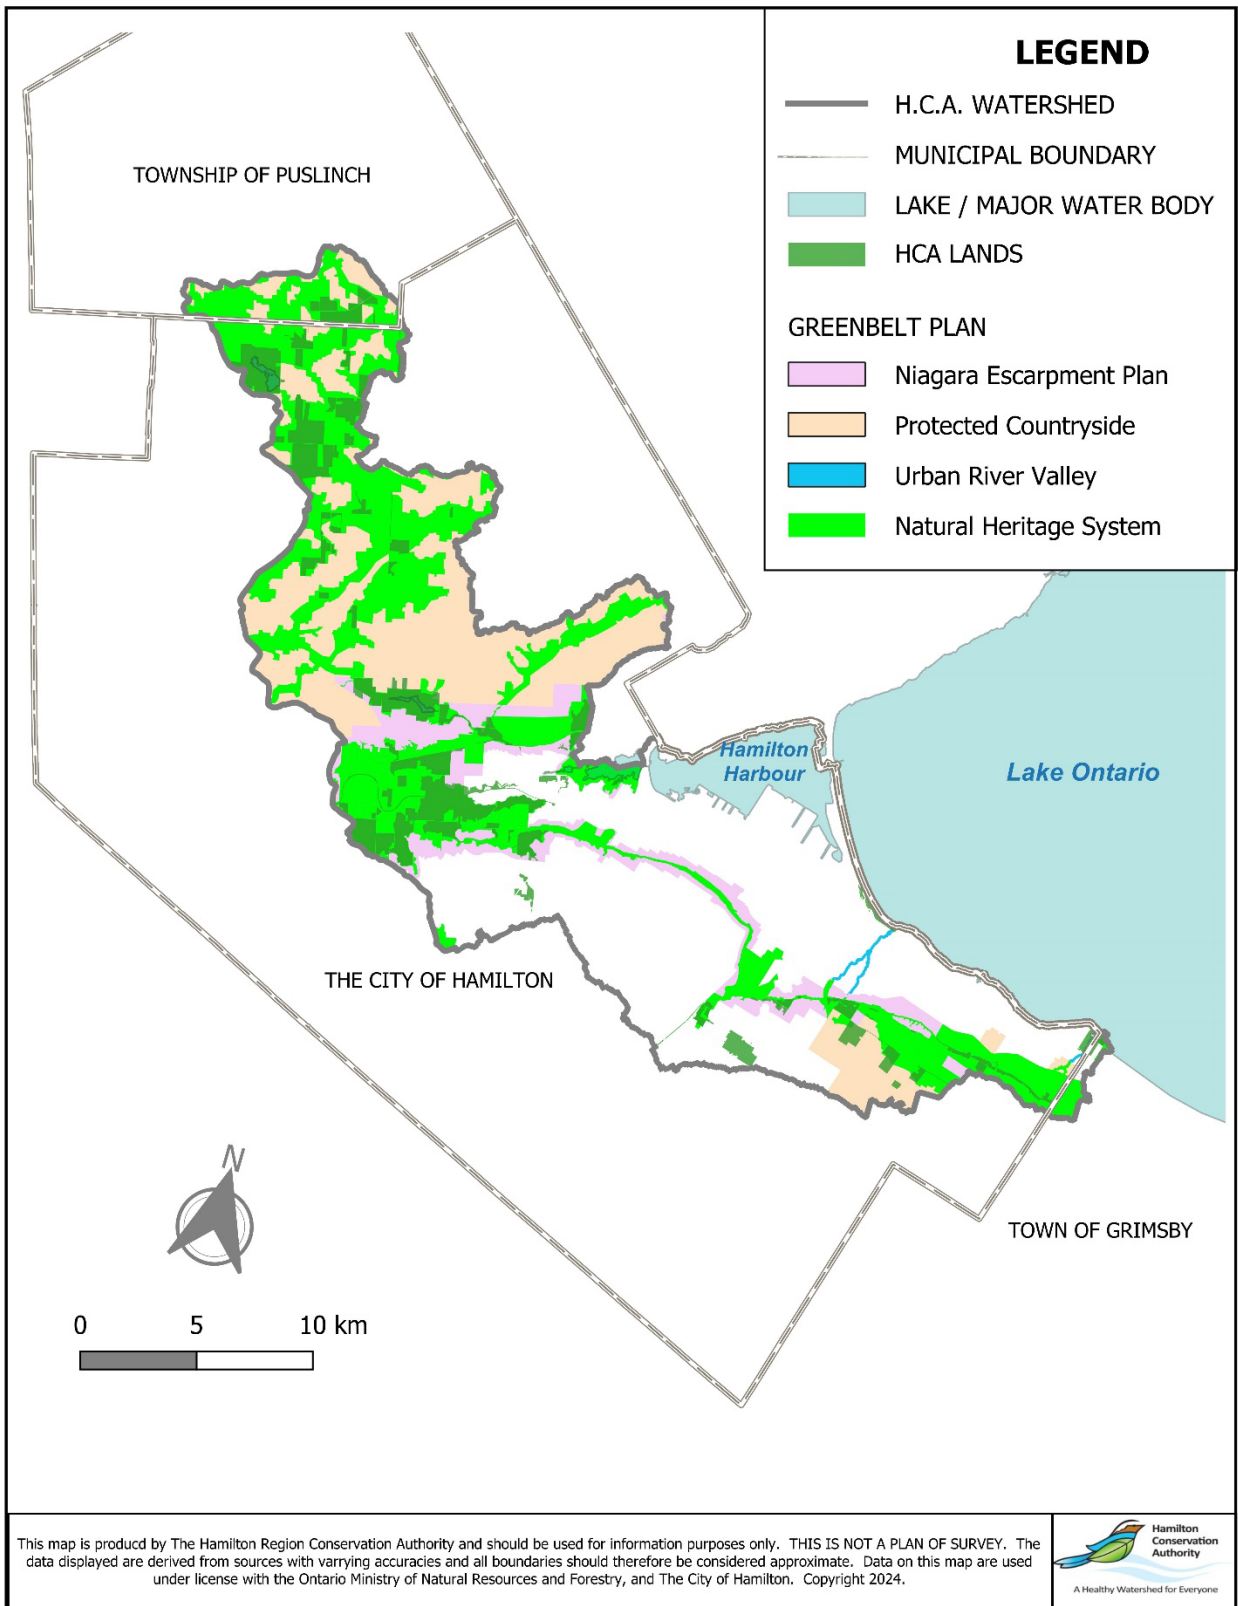 LEGEND
H.C.A. WATERSHED
MUNICIPAL BOUNDARY
LAKE / MAJOR WATER BODY
HCA LANDS
GREENBELT PLAN
Niagara Escarpment Plan
Protected Countryside
Urban River Valley
Natural Heritage System
TOWNSHIP OF PUSLINCH
Hamilton
Harbour
Lake Ontario
THE CITY OF HAMILTON
TOWN OF GRIMSBY
N
0 5 10 km
This map is producd by The Hamilton Region Conservation Authority and should be used for information purposes only. THIS IS NOT A PLAN OF SURVEY. The
data displayed are derived from sources with varrying accuracies and all boundaries should therefore be considered approximate. Data on this map are used
under license with the Ontario Ministry of Natural Resources and Forestry, and The City of Hamilton. Copyright 2024.
Hamilton
Conservation
Authority
A Healthy Watershed for Everyone